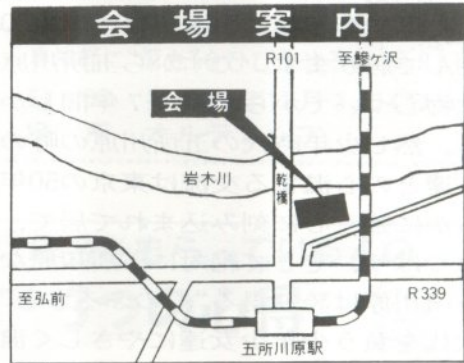 会場案内
R101
至鰺ヶ沢
会場
岩木川
乾橋
至弘前
R339
五所川原駅